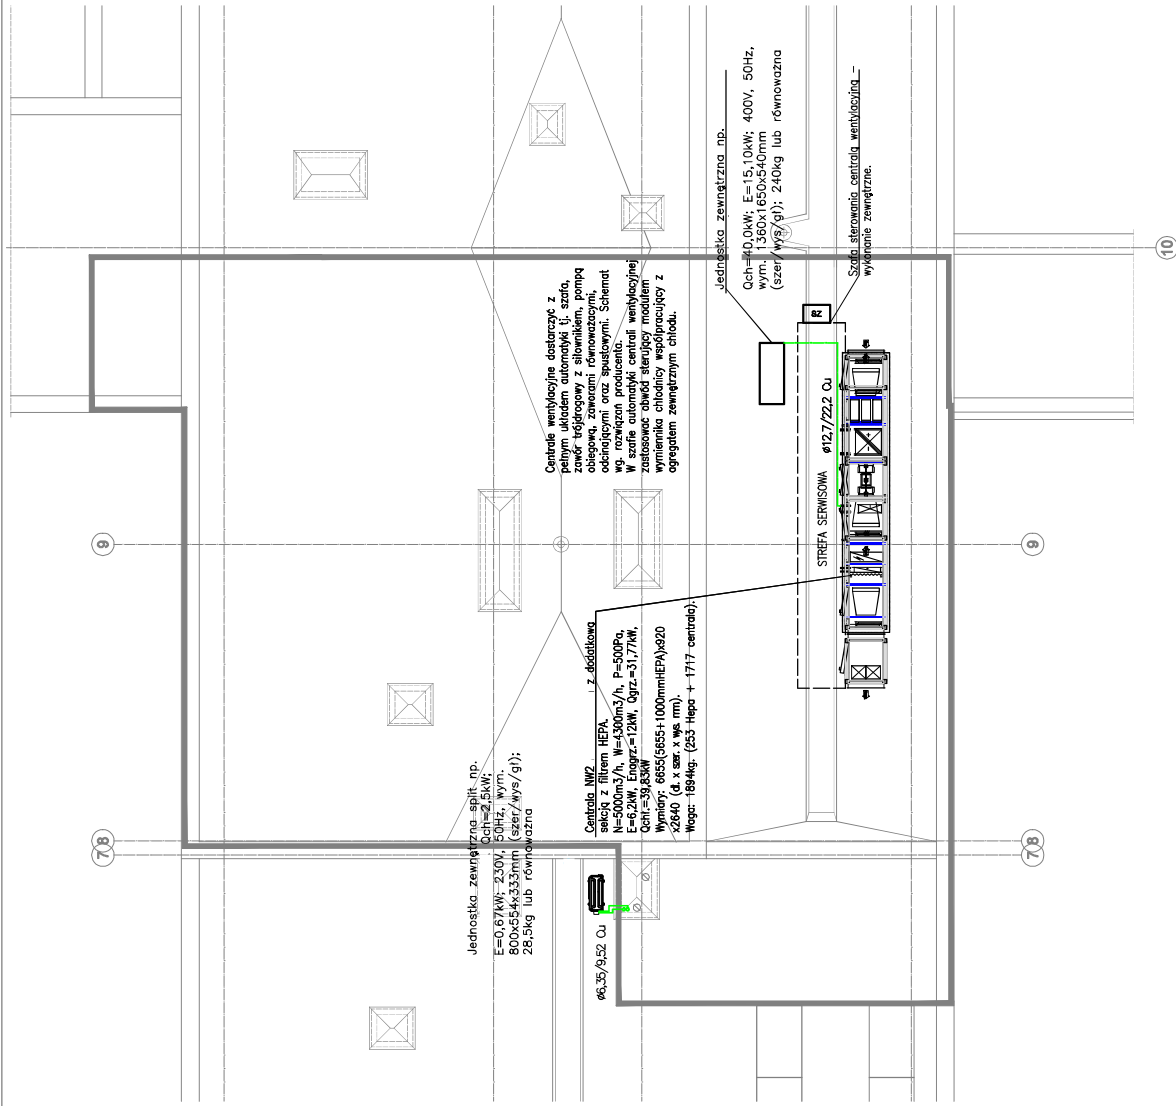 Jednostka zewnętrzna split np.
Qch=2,5kW;
E=0,67kW; 230V, 50Hz, wym.
800x554x333mm (szer/wys/gł);
28,5kg lub równoważna
ø6,35/9,52 Cu
Centrala NW2 z dodatkową
sekcją z filtrem HEPA.
N=5000m3/h, W=4300m3/h, P=500Pa,
E=6,2kW, Enagrz.=12kW, Qgrz.=31,77kW,
Qchł.=39,83kW
Wymiary: 6655(5655+1000mmHEPA)x920
x2640 (dł. x szer. x wys. mm).
Waga: 1894kg. (253 Hepa + 1717 centrala).
Centrale wentylacyjne dostarczyć z
pełnym układem automatyki tj. szafa,
zawór trójdrogowy z siłownikiem, pompą
obiegową, zaworami równoważącymi,
odcinającymi oraz spustowymi. Schemat
wg. rozwiązań producenta.
W szafie automatyki centrali wentylacyjnej
zastosować obwód sterujący modułem
wymiennika chłodnicy współpracujący z
agregatem zewnętrznym chłodu.
Jednostka zewnętrzna np.
Qch=40,0kW; E=15,10kW; 400V, 50Hz,
wym. 1360x1650x540mm
(szer/wys/gł); 240kg lub równoważna
STREFA SERWISOWA
ø12,7/22,2 Cu
SZ
Szafa sterowania centralą wentylacyjną –
wykonanie zewnętrzne.
9
9
7
8
7
8
10